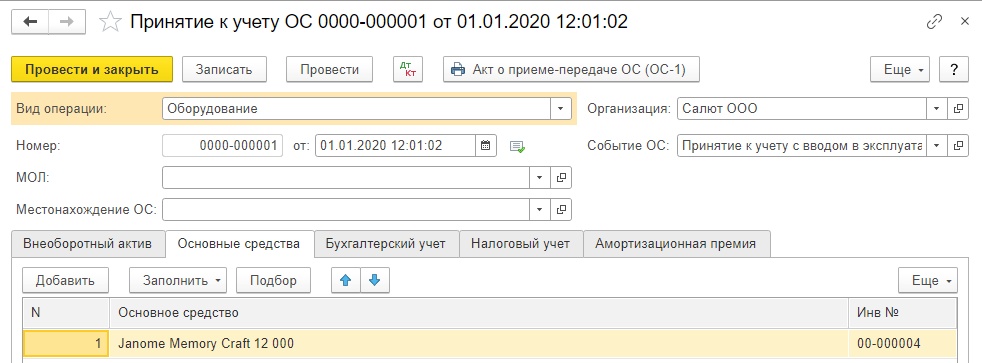 Принятие к учету ОС 0000-000001 от 01.01.2020 12:01:02
Провести и закрыть Записать Провести Дт Кт Акт о приеме-передаче ОС (ОС-1) Еще ?
Вид операции: Оборудование Организация: Салют ООО
Номер: 0000-000001 от: 01.01.2020 12:01:02 Событие ОС: Принятие к учету с вводом в эксплуата
МОЛ:
Местонахождение ОС:
Внеоборотный актив Основные средства Бухгалтерский учет Налоговый учет Амортизационная премия
Добавить Заполнить Подбор Еще
N Основное средство Инв №
1 Janome Memory Craft 12 000 00-000004